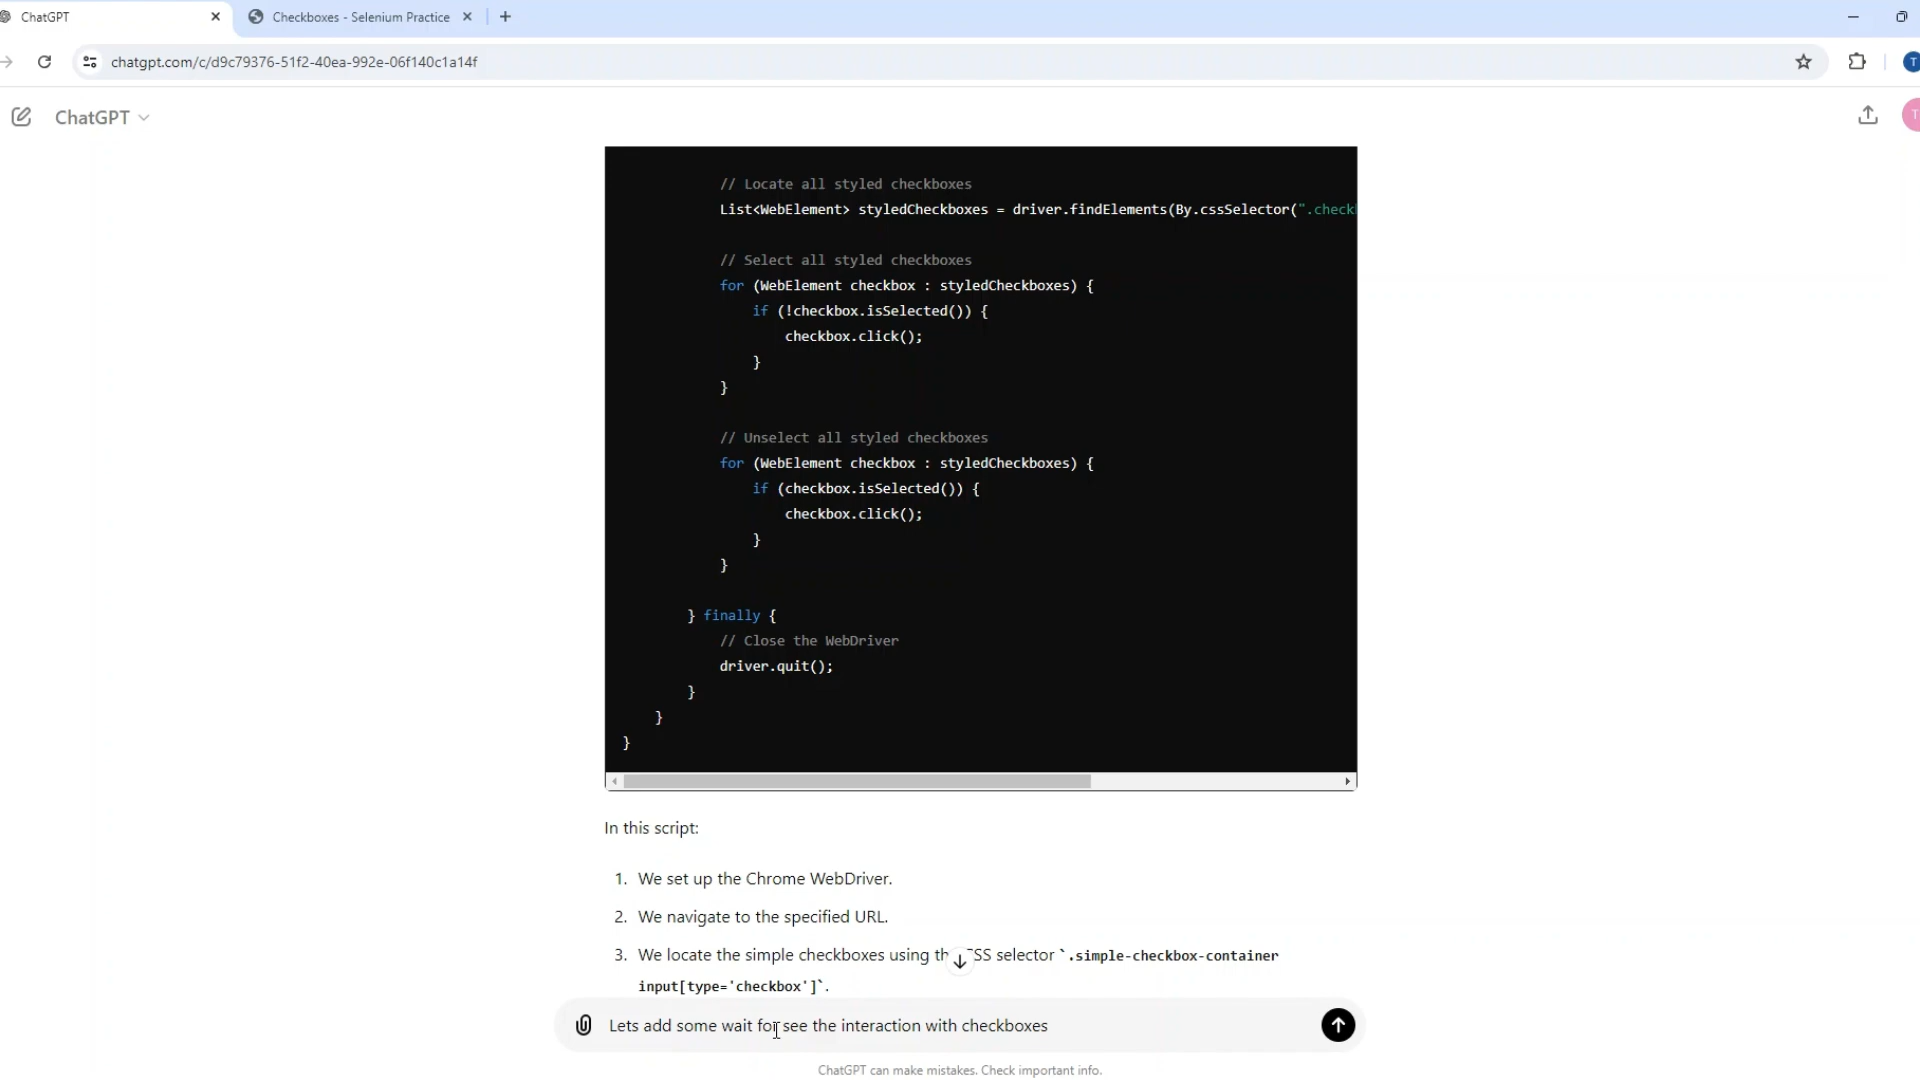 ChatGPT
Checkboxes - Selenium Practice
chatgpt.com/c/d9c79376-51f2-40ea-992e-06f140c1a14f
T
ChatGPT
T
// Locate all styled checkboxes
List<WebElement> styledCheckboxes = driver.findElements(By.cssSelector(".check
// Select all styled checkboxes
for (WebElement checkbox : styledCheckboxes) {
if (!checkbox.isSelected()) {
checkbox.click();
}
}
// Unselect all styled checkboxes
for (WebElement checkbox : styledCheckboxes) {
if (checkbox.isSelected()) {
checkbox.click();
}
}
} finally {
// Close the WebDriver
driver.quit();
}
}
}
In this script:
1. We set up the Chrome WebDriver.
2. We navigate to the specified URL.
3. We locate the simple checkboxes using the CSS selector `.simple-checkbox-container
input[type='checkbox']`.
Lets add some wait for see the interaction with checkboxes
ChatGPT can make mistakes. Check important info.